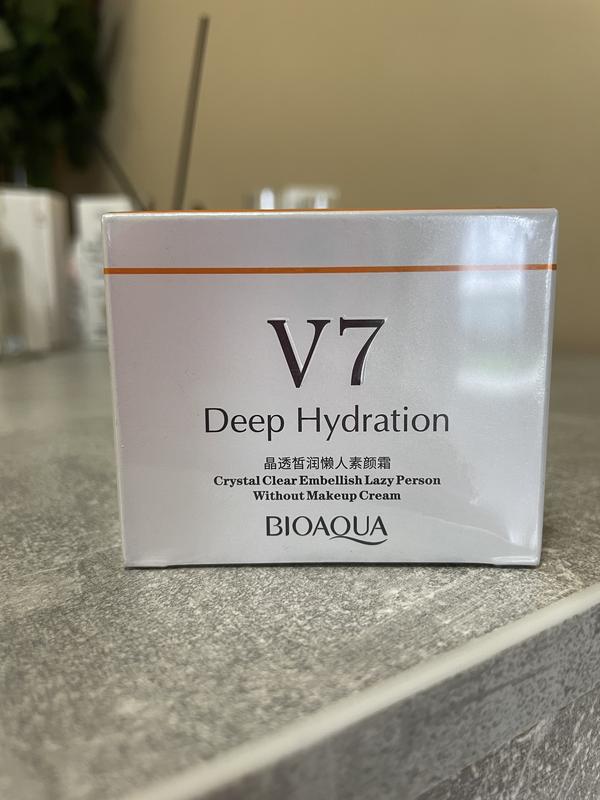 V7
Deep Hydration
晶透皙润懒人素颜霜
Crystal Clear Embellish Lazy Person
Without Makeup Cream
BIOAQUA